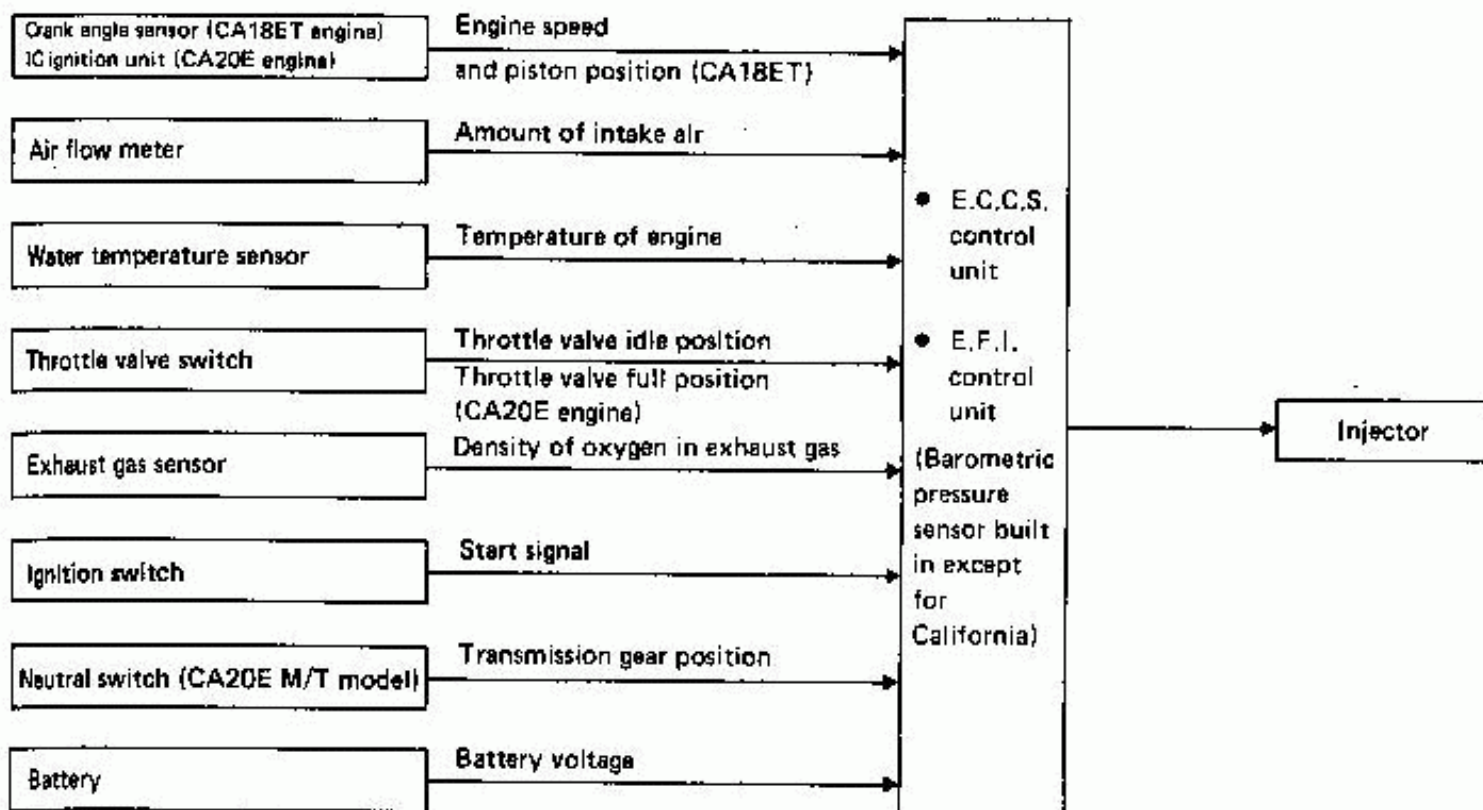 Crank angle sensor (CA18ET engine)
IC ignition unit (CA20E engine)
Engine speed
and piston position (CA18ET)
Air flow meter
Amount of intake air
Water temperature sensor
Temperature of engine
Throttle valve switch
Throttle valve idle position
Throttle valve full position
(CA20E engine)
Exhaust gas sensor
Density of oxygen in exhaust gas
Ignition switch
Start signal
Neutral switch (CA20E M/T model)
Transmission gear position
Battery
Battery voltage
• E.C.C.S.
control
unit
• E.F.I.
control
unit
(Barometric
pressure
sensor built
in except
for
California)
Injector